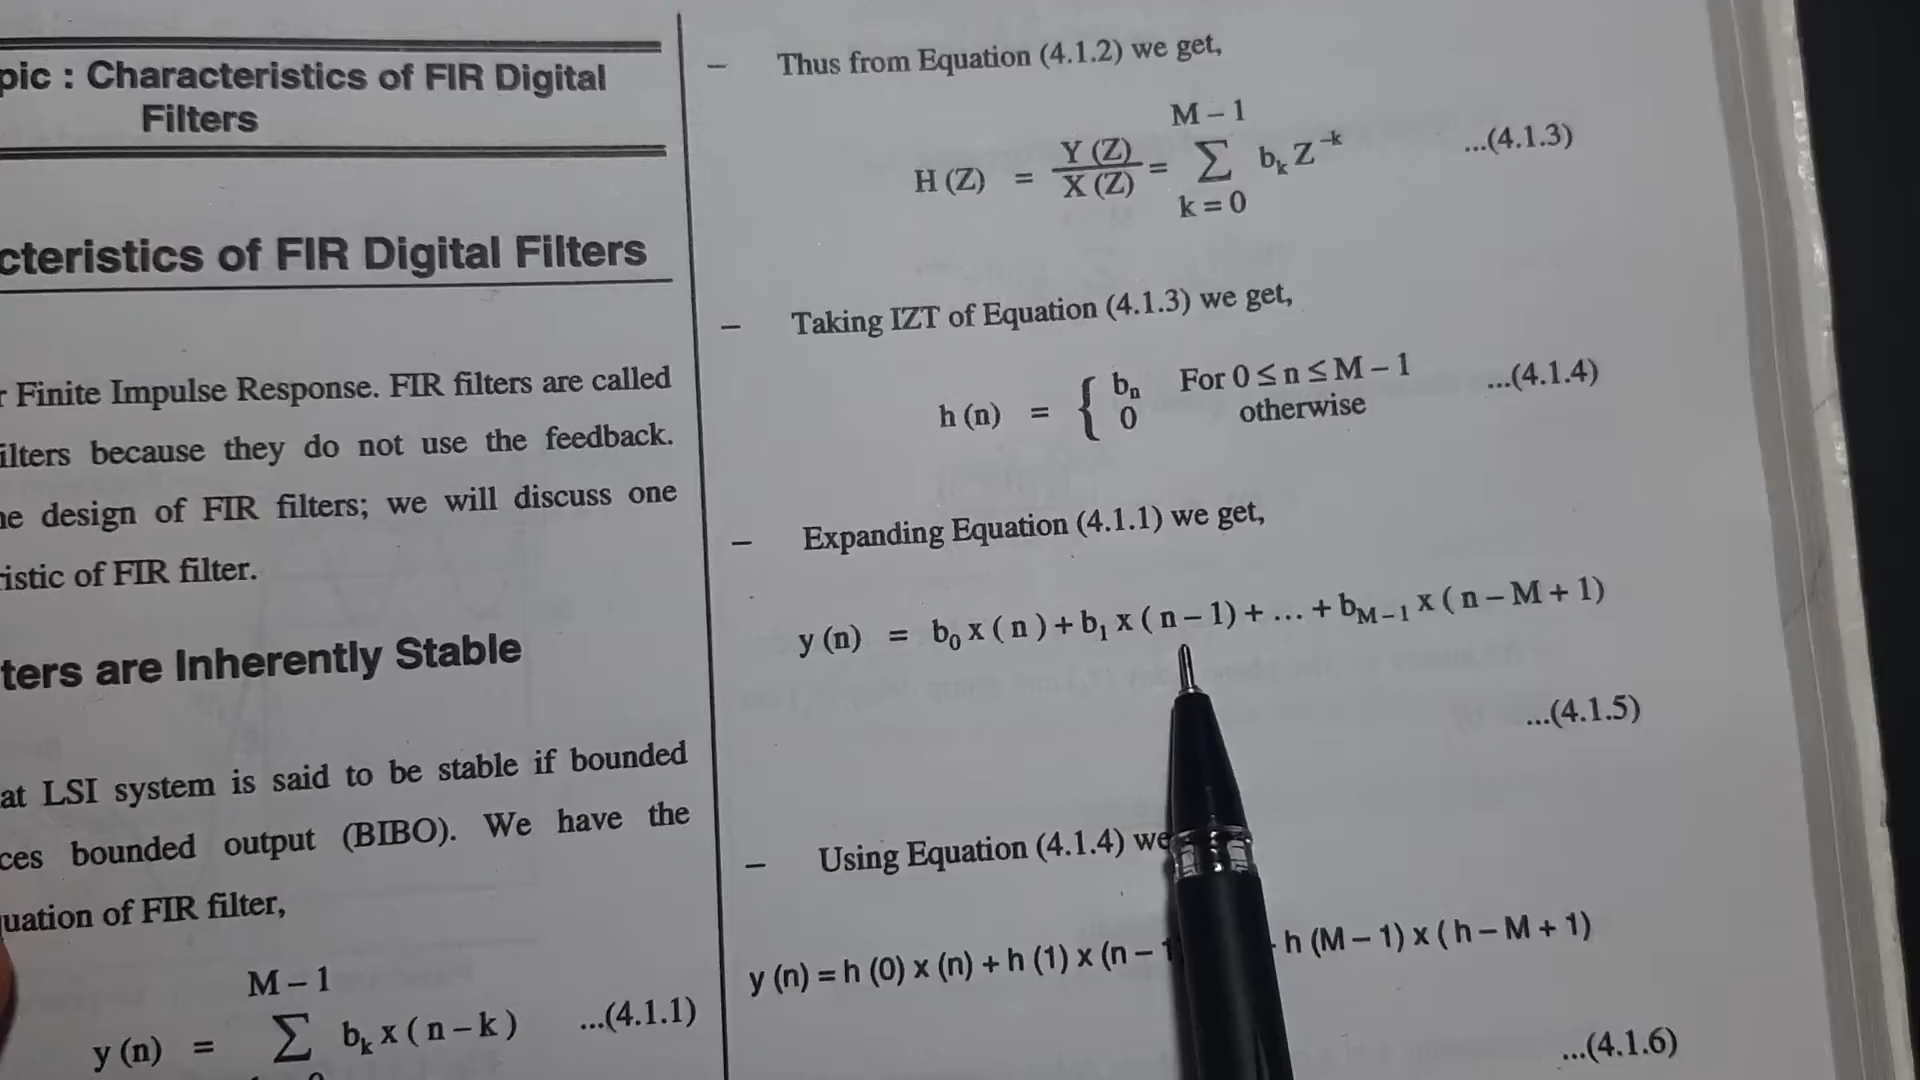 pic : Characteristics of FIR Digital
Filters
cteristics of FIR Digital Filters
r Finite Impulse Response. FIR filters are called
ilters because they do not use the feedback.
ne design of FIR filters; we will discuss one
ristic of FIR filter.
ters are Inherently Stable
at LSI system is said to be stable if bounded
ces bounded output (BIBO). We have the
quation of FIR filter,
M – 1
y (n) = Σ b_k x ( n – k ) ...(4.1.1)
– Thus from Equation (4.1.2) we get,
M – 1
H (Z) = Y (Z) / X (Z) = Σ b_k Z^–k ...(4.1.3)
k = 0
– Taking IZT of Equation (4.1.3) we get,
h (n) = { b_n For 0 ≤ n ≤ M – 1 ...(4.1.4)
0 otherwise
– Expanding Equation (4.1.1) we get,
y (n) = b_0 x ( n ) + b_1 x ( n – 1) + ... + b_M – 1 x ( n – M + 1)
...(4.1.5)
– Using Equation (4.1.4) we
y (n) = h (0) x (n) + h (1) x (n – 1 h (M – 1) x ( h – M + 1)
...(4.1.6)